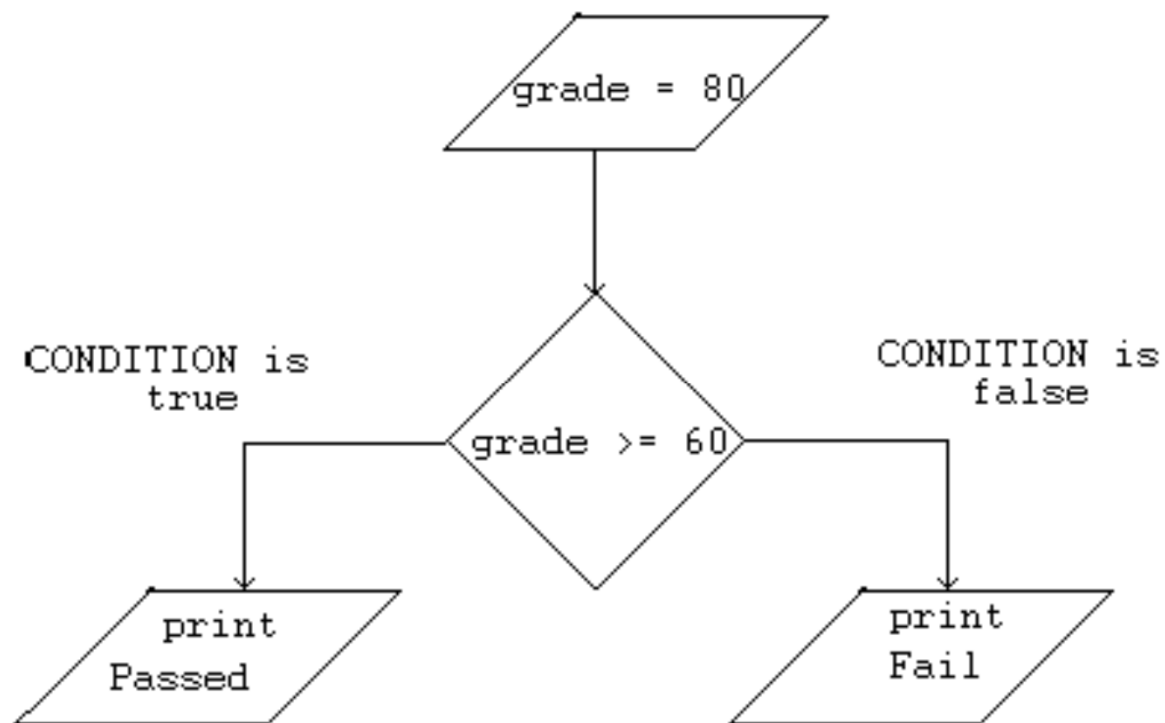 grade = 80
CONDITION is
true
CONDITION is
false
grade >= 60
print
Passed
print
Fail